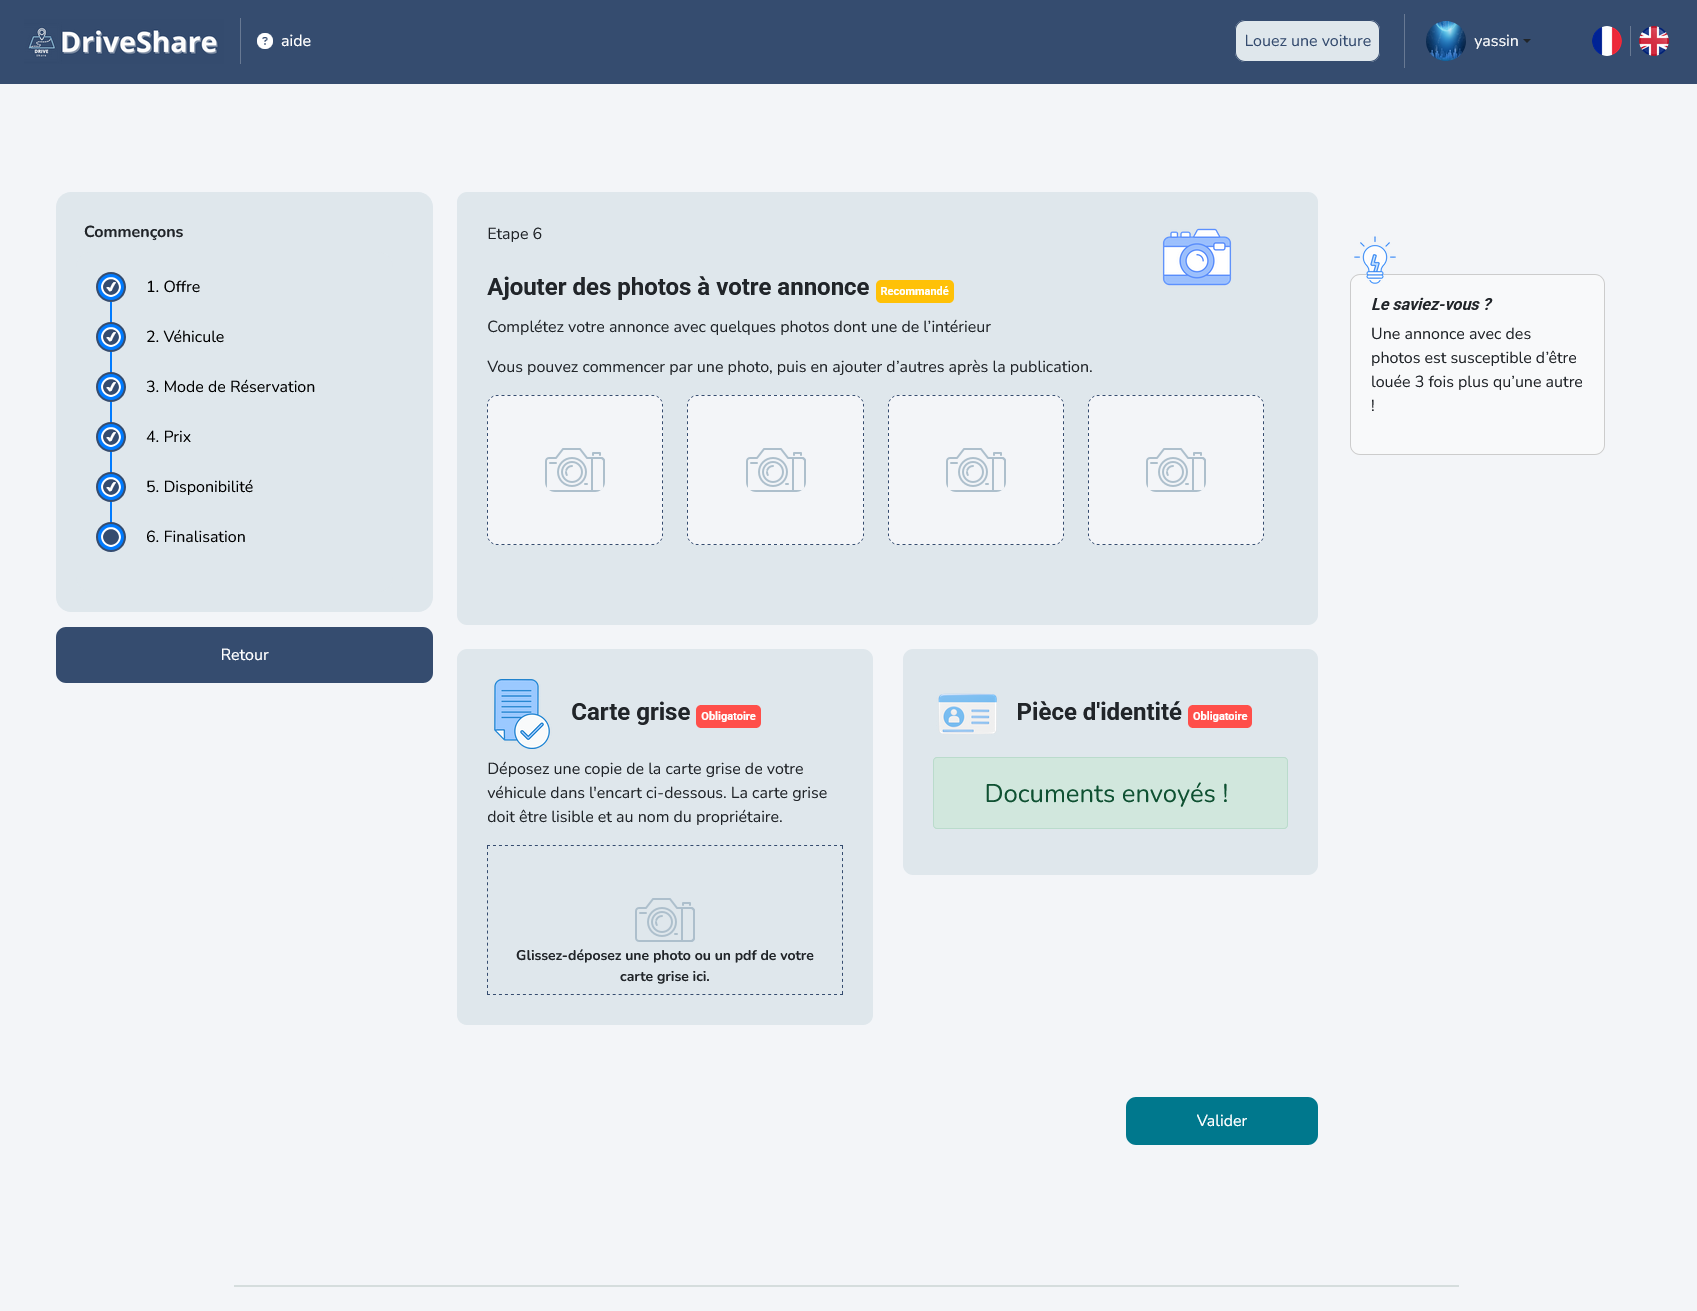 DriveShare
aide
Louez une voiture
yassin
Commençons
1. Offre
2. Véhicule
3. Mode de Réservation
4. Prix
5. Disponibilité
6. Finalisation
Retour
Etape 6
Ajouter des photos à votre annonce Recommandé
Complétez votre annonce avec quelques photos dont une de l’intérieur
Vous pouvez commencer par une photo, puis en ajouter d’autres après la publication.
Le saviez-vous ?
Une annonce avec des
photos est susceptible d’être
louée 3 fois plus qu’une autre
!
Carte grise Obligatoire
Déposez une copie de la carte grise de votre
véhicule dans l'encart ci-dessous. La carte grise
doit être lisible et au nom du propriétaire.
Glissez-déposez une photo ou un pdf de votre
carte grise ici.
Pièce d'identité Obligatoire
Documents envoyés !
Valider